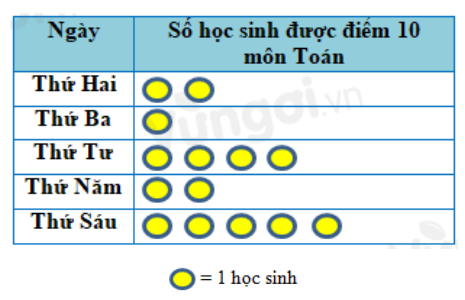 Ngày
Số học sinh được điểm 10
môn Toán
Thứ Hai
Thứ Ba
Thứ Tư
Thứ Năm
Thứ Sáu
= 1 học sinh